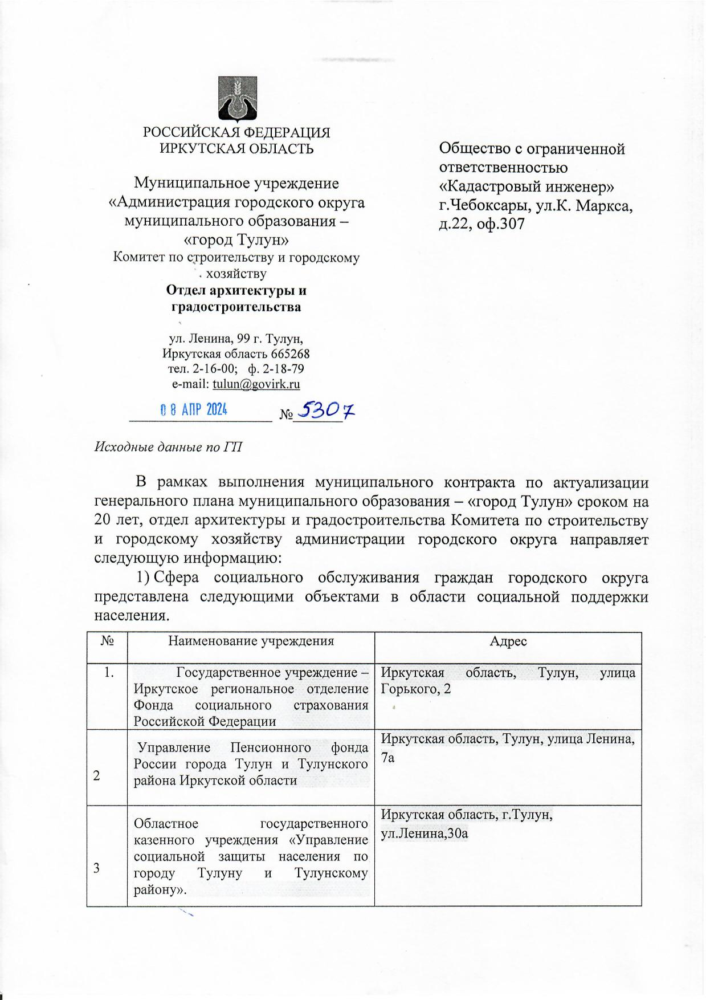 РОССИЙСКАЯ ФЕДЕРАЦИЯ
ИРКУТСКАЯ ОБЛАСТЬ
Муниципальное учреждение
«Администрация городского округа
муниципального образования –
«город Тулун»
Комитет по строительству и городскому
хозяйству
Отдел архитектуры и
градостроительства
ул. Ленина, 99 г. Тулун,
Иркутская область 665268
тел. 2-16-00; ф. 2-18-79
e-mail: tulun@govirk.ru
08 АПР 2024 № 5307
Общество с ограниченной
ответственностью
«Кадастровый инженер»
г.Чебоксары, ул.К. Маркса,
д.22, оф.307
Исходные данные по ГП
В рамках выполнения муниципального контракта по актуализации
генерального плана муниципального образования – «город Тулун» сроком на
20 лет, отдел архитектуры и градостроительства Комитета по строительству
и городскому хозяйству администрации городского округа направляет
следующую информацию:
1) Сфера социального обслуживания граждан городского округа
представлена следующими объектами в области социальной поддержки
населения.
№ Наименование учреждения Адрес
1.
Государственное учреждение –
Иркутское региональное отделение
Фонда социального страхования
Российской Федерации
Иркутская область, Тулун, улица
Горького, 2
2
Управление Пенсионного фонда
России города Тулун и Тулунского
района Иркутской области
Иркутская область, Тулун, улица Ленина,
7а
3
Областное государственного
казенного учреждения «Управление
социальной защиты населения по
городу Тулуну и Тулунскому
району».
Иркутская область, г.Тулун,
ул.Ленина,30а